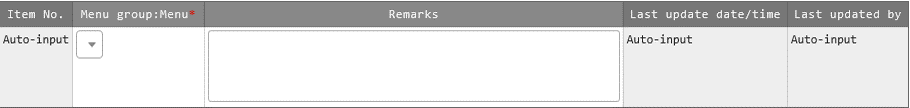 Item No. Menu group:Menu* Remarks Last update date/time Last updated by
Auto-input Auto-input Auto-input